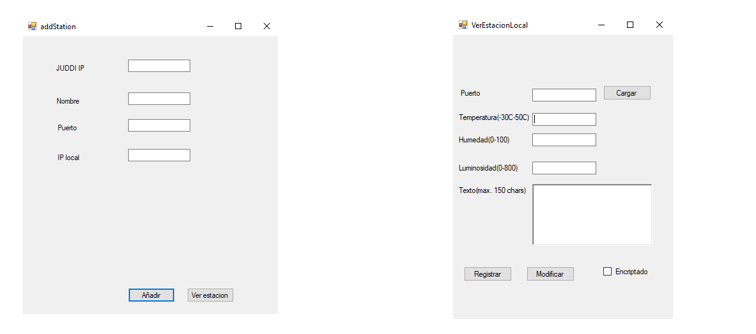 addStation
JUDDI IP
Nombre
Puerto
IP local
Añadir
Ver estacion
VerEstacionLocal
Puerto
Cargar
Temperatura(-30C-50C)
Humedad(0-100)
Luminosidad(0-800)
Texto(max. 150 chars)
Registrar
Modificar
Encriptado